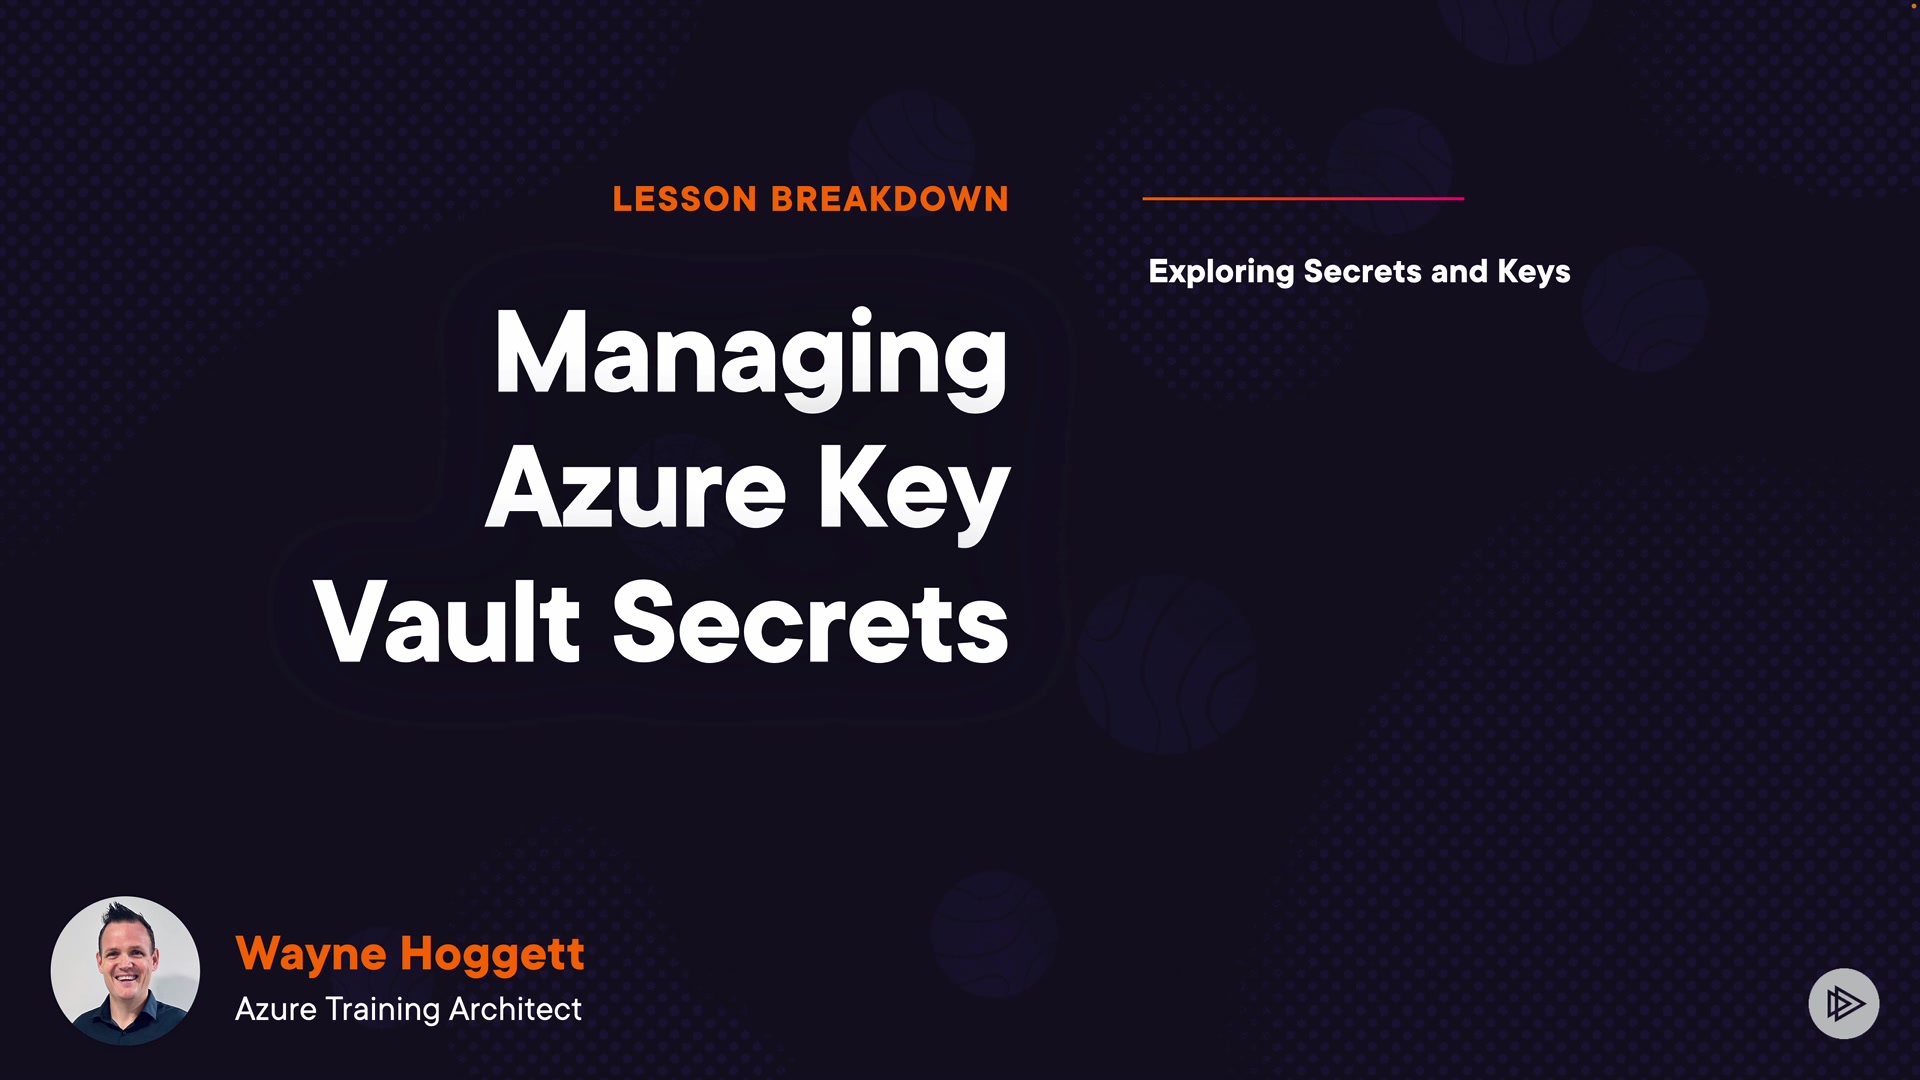 LESSON BREAKDOWN
Managing
Azure Key
Vault Secrets
Exploring Secrets and Keys
Wayne Hoggett
Azure Training Architect